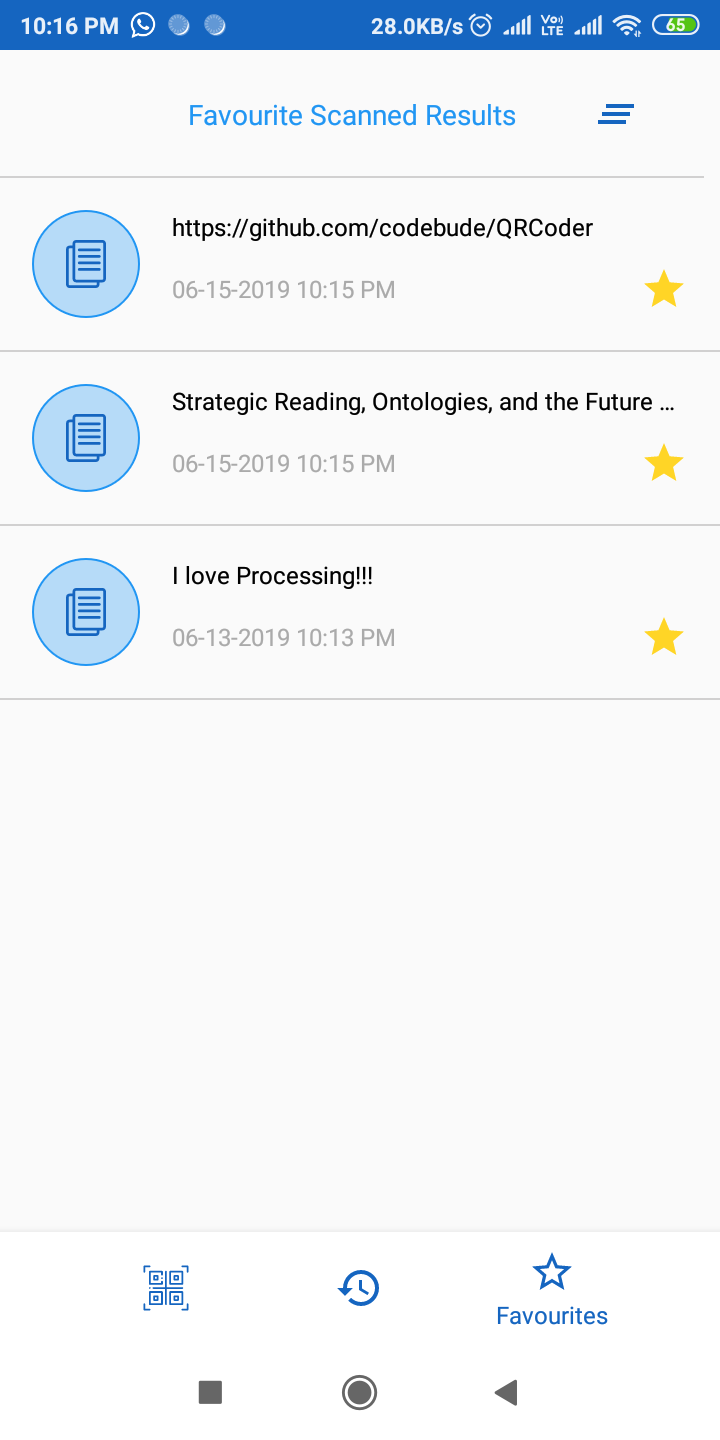 10:16 PM 28.0KB/s Vo) LTE 65
Favourite Scanned Results
https://github.com/codebude/QRCoder
06-15-2019 10:15 PM
Strategic Reading, Ontologies, and the Future ...
06-15-2019 10:15 PM
I love Processing!!!
06-13-2019 10:13 PM
Favourites